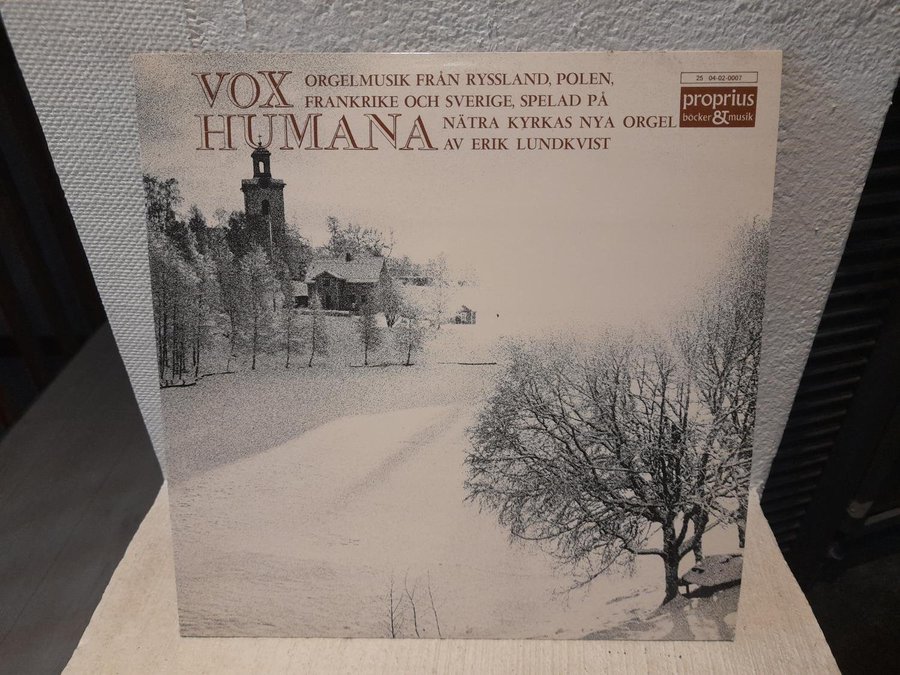 VOX
HUMANA
ORGELMUSIK FRÅN RYSSLAND, POLEN,
FRANKRIKE OCH SVERIGE, SPELAD PÅ
NÄTRA KYRKAS NYA ORGEL
AV ERIK LUNDKVIST
25 04-02-0007
proprius
böcker & musik